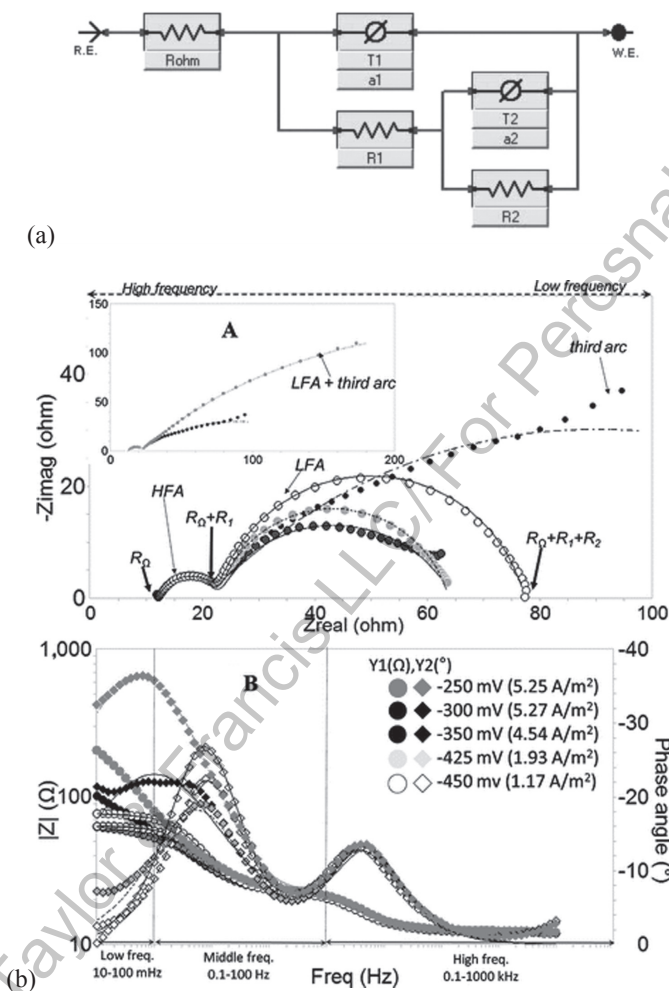 R.E.
Rohm
T1
a1
W.E.
T2
a2
R1
R2
(a)
High frequency
Low frequency
150
100
50
0
0
100
200
A
LFA + third arc
third arc
40
20
0
-Zimag (ohm)
HFA
LFA
RΩ
RΩ+R1
RΩ+R1+R2
0
20
40
60
80
100
Zreal (ohm)
1,000
100
10
|Z| (Ω)
B
Y1(Ω),Y2(°)
-250 mV (5.25 A/m²)
-300 mV (5.27 A/m²)
-350 mV (4.54 A/m²)
-425 mV (1.93 A/m²)
-450 mv (1.17 A/m²)
-40
-30
-20
-10
0
Phase angle (°)
Low freq.
10-100 mHz
Middle freq.
0.1-100 Hz
High freq.
0.1-1000 kHz
Freq (Hz)
(b)
Taylor & Francis LLC/ For Perosnal